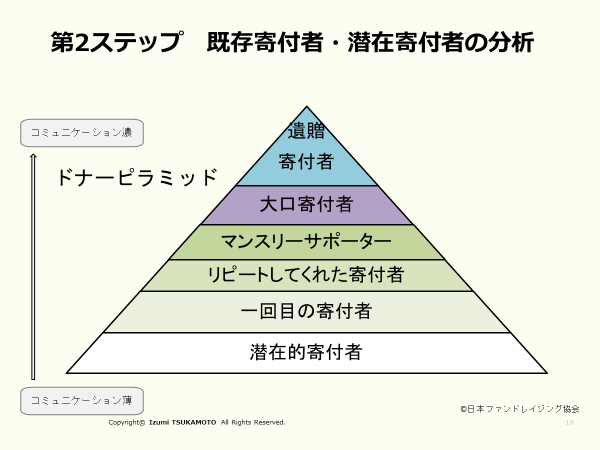 第2ステップ　既存寄付者・潜在寄付者の分析
コミュニケーション濃
ドナーピラミッド
遺贈
寄付者
大口寄付者
マンスリーサポーター
リピートしてくれた寄付者
一回目の寄付者
潜在的寄付者
コミュニケーション薄
©日本ファンドレイジング協会
Copyright© Izumi TSUKAMOTO All Rights Reserved.
19